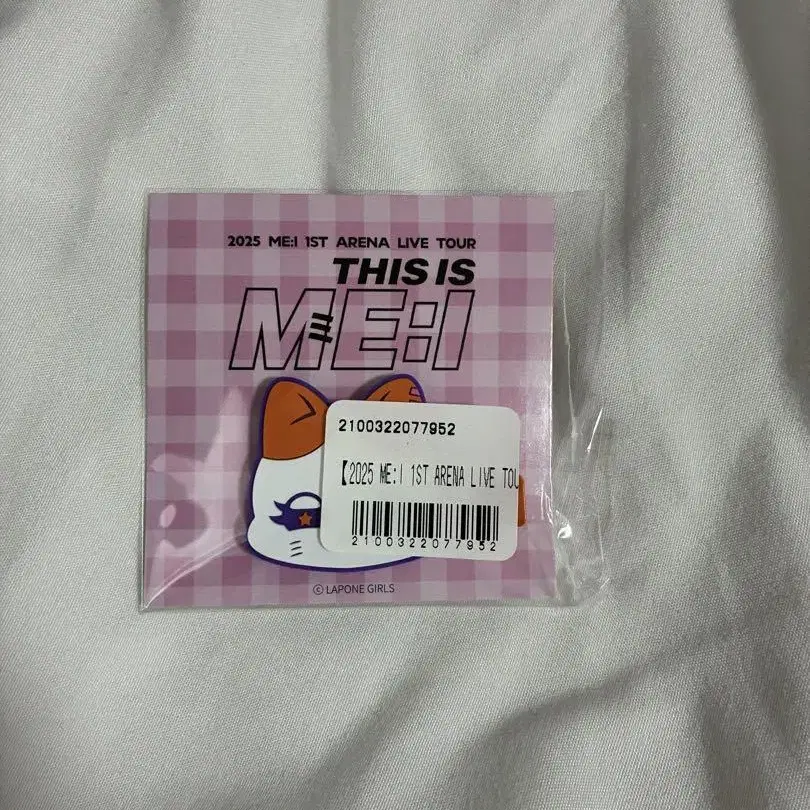 2025 ME:I 1ST ARENA LIVE TOUR
THIS IS
ME:I
2100322077952
【2025 ME:I 1ST ARENA LIVE TOU
2100322077952
© LAPONE GIRLS